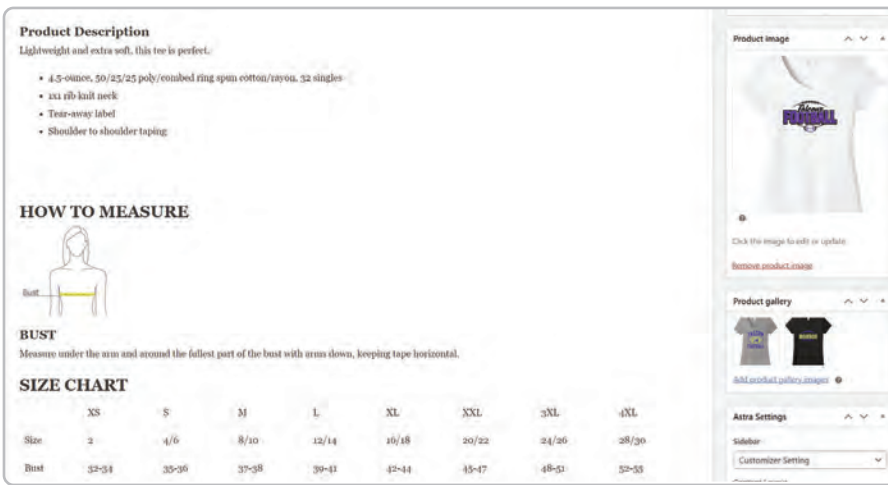 Product Description
Lightweight and extra soft, this tee is perfect.
• 4.5-ounce, 50/25/25 poly/combed ring spun cotton/rayon, 32 singles
• 1x1 rib knit neck
• Tear-away label
• Shoulder to shoulder taping
HOW TO MEASURE
Bust
BUST
Measure under the arm and around the fullest part of the bust with arms down, keeping tape horizontal.
SIZE CHART
XS S M L XL XXL 3XL 4XL
Size 2 4/6 8/10 12/14 16/18 20/22 24/26 28/30
Bust 32-34 35-36 37-38 39-41 42-44 45-47 48-51 52-55
Product image
Falcons
FOOTBALL
Click the image to edit or update
Remove product image
Product gallery
Add product gallery images
Astra Settings
Sidebar
Customizer Setting